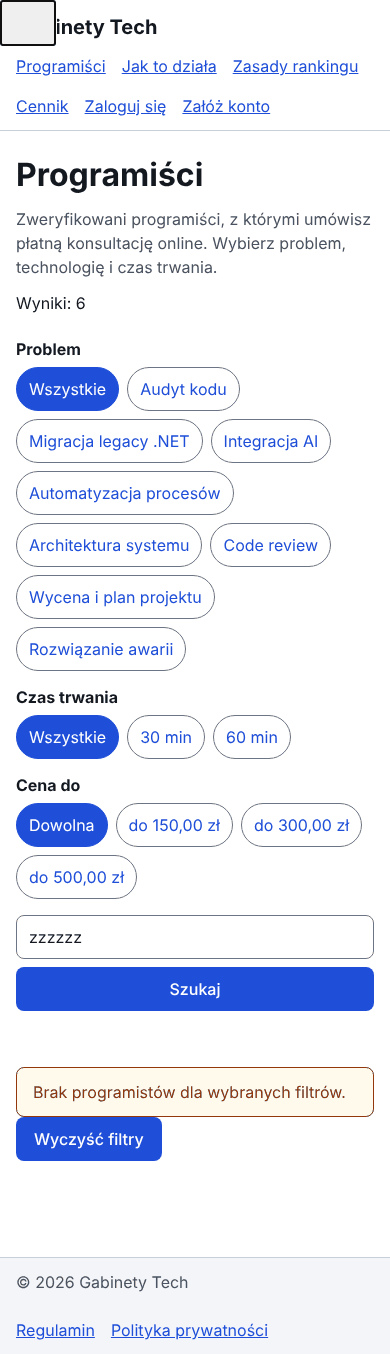 inety Tech
Programiści Jak to działa Zasady rankingu
Cennik Zaloguj się Załóż konto
Programiści
Zweryfikowani programiści, z którymi umówisz
płatną konsultację online. Wybierz problem,
technologię i czas trwania.
Wyniki: 6
Problem
Wszystkie Audyt kodu
Migracja legacy .NET Integracja AI
Automatyzacja procesów
Architektura systemu Code review
Wycena i plan projektu
Rozwiązanie awarii
Czas trwania
Wszystkie 30 min 60 min
Cena do
Dowolna do 150,00 zł do 300,00 zł
do 500,00 zł
zzzzzz
Szukaj
Brak programistów dla wybranych filtrów.
Wyczyść filtry
© 2026 Gabinety Tech
Regulamin Polityka prywatności